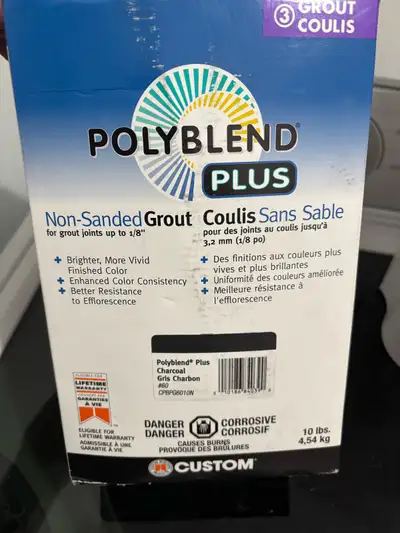 3 GROUT
COULIS
POLYBLEND®
PLUS
Non-Sanded Grout
for grout joints up to 1/8"
+ Brighter, More Vivid
Finished Color
+ Enhanced Color Consistency
+ Better Resistance
to Efflorescence
Coulis Sans Sable
pour des joints au coulis jusqu'à
3,2 mm (1/8 po)
+ Des finitions aux couleurs plus
vives et plus brillantes
+ Uniformité des couleurs améliorée
+ Meilleure résistance à
l'efflorescence
Polyblend® Plus
Charcoal
Gris Charbon
#60
CPBPG6010N
LIFETIME
WARRANTY
GARANTIE
À VIE
ELIGIBLE FOR
LIFETIME WARRANTY
ADMISSIBLE À UNE
GARANTIE À VIE
DANGER
DANGER
CORROSIVE
CORROSIF
CAUSES BURNS
PROVOQUE DES BRÛLURES
10 lbs.
4,54 kg
CUSTOM®